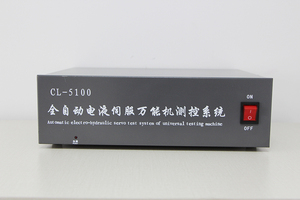 CL-5100
全自动电液伺服万能机测控系统
Automatic electro-hydraulic servo test system of universal testing machine
ON
OFF